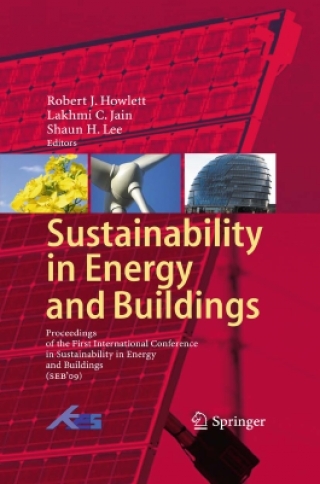 Robert J. Howlett
Lakhmi C. Jain
Shaun H. Lee
Editors
Sustainability
in Energy
and Buildings
Proceedings
of the First International Conference
in Sustainability in Energy
and Buildings
(SEB'09)
KES
Springer